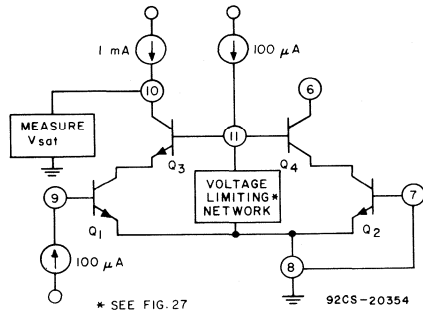 1 mA
100 μA
10
6
MEASURE
Vsat
11
Q3
Q4
9
VOLTAGE
LIMITING*
NETWORK
7
Q1
Q2
100 μA
8
* SEE FIG. 27
92CS-20354